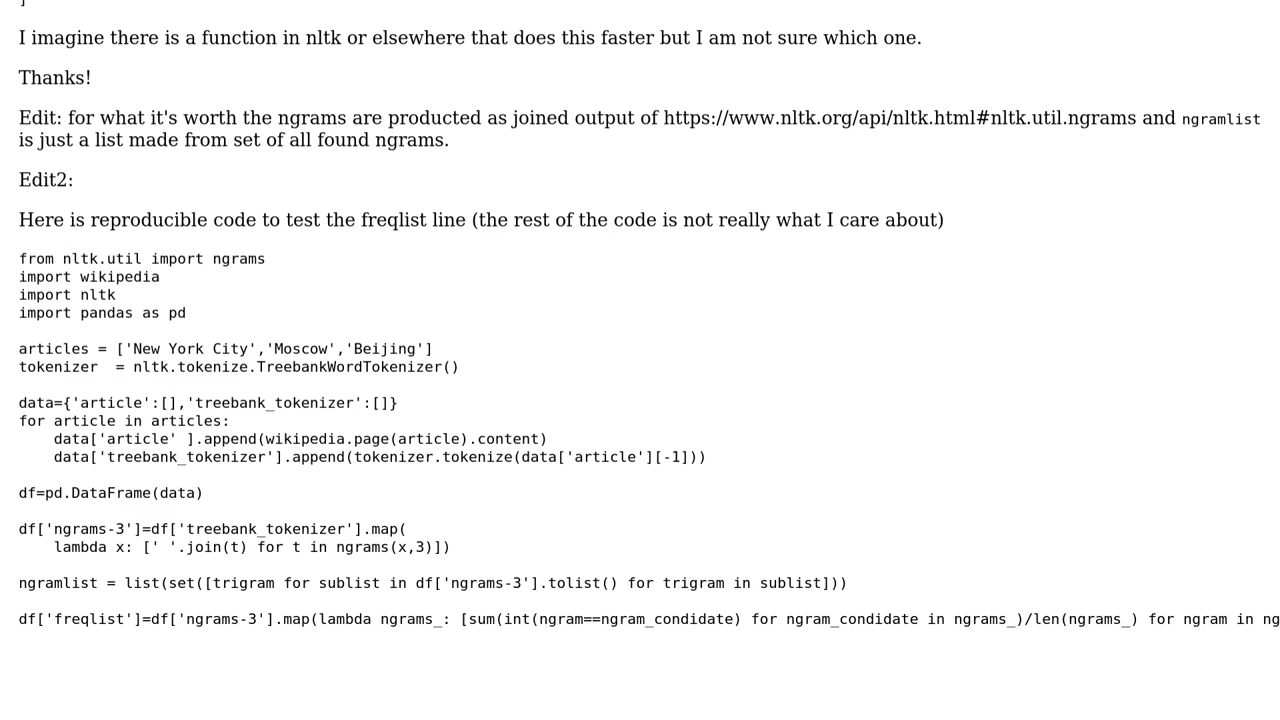 ]
I imagine there is a function in nltk or elsewhere that does this faster but I am not sure which one.
Thanks!
Edit: for what it's worth the ngrams are producted as joined output of https://www.nltk.org/api/nltk.html#nltk.util.ngrams and ngramlist
is just a list made from set of all found ngrams.
Edit2:
Here is reproducible code to test the freqlist line (the rest of the code is not really what I care about)
from nltk.util import ngrams
import wikipedia
import nltk
import pandas as pd
articles = ['New York City','Moscow','Beijing']
tokenizer  = nltk.tokenize.TreebankWordTokenizer()
data={'article':[],'treebank_tokenizer':[]}
for article in articles:
    data['article' ].append(wikipedia.page(article).content)
    data['treebank_tokenizer'].append(tokenizer.tokenize(data['article'][-1]))
df=pd.DataFrame(data)
df['ngrams-3']=df['treebank_tokenizer'].map(
    lambda x: [' '.join(t) for t in ngrams(x,3)])
ngramlist = list(set([trigram for sublist in df['ngrams-3'].tolist() for trigram in sublist]))
df['freqlist']=df['ngrams-3'].map(lambda ngrams_: [sum(int(ngram==ngram_condidate) for ngram_condidate in ngrams_)/len(ngrams_) for ngram in ng